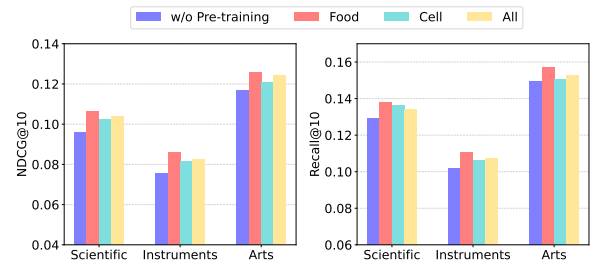 w/o Pre-training Food Cell All
NDCG@10
0.14
0.12
0.10
0.08
0.06
0.04
Scientific Instruments Arts
Recall@10
0.16
0.14
0.12
0.10
0.08
0.06
Scientific Instruments Arts